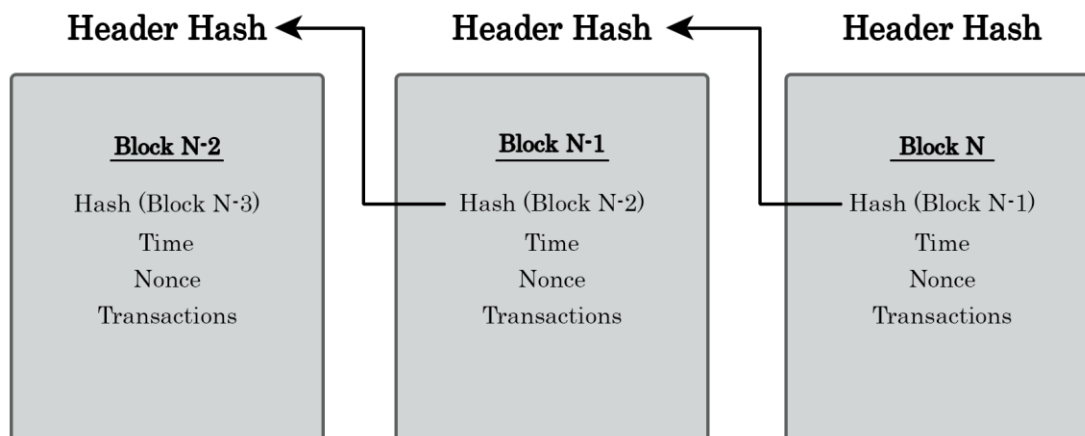 Header Hash
Header Hash
Header Hash
Block N-2
Hash (Block N-3)
Time
Nonce
Transactions
Block N-1
Hash (Block N-2)
Time
Nonce
Transactions
Block N
Hash (Block N-1)
Time
Nonce
Transactions